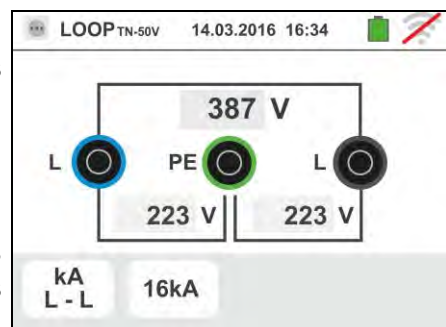 LOOP TN-50V 14.03.2016 16:34
387 V
L PE L
223 V 223 V
kA
L - L
16kA